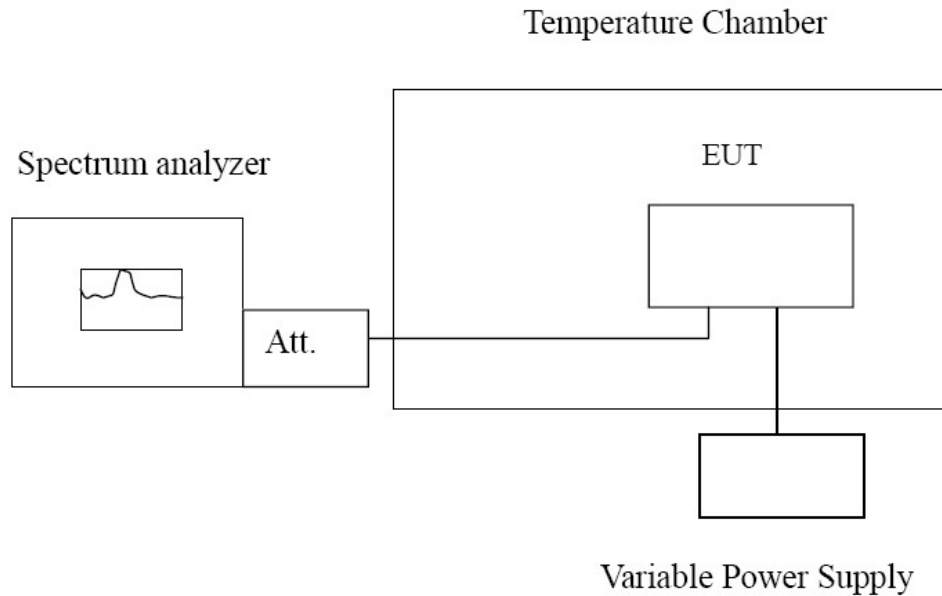 Temperature Chamber
Spectrum analyzer
EUT
Att.
Variable Power Supply